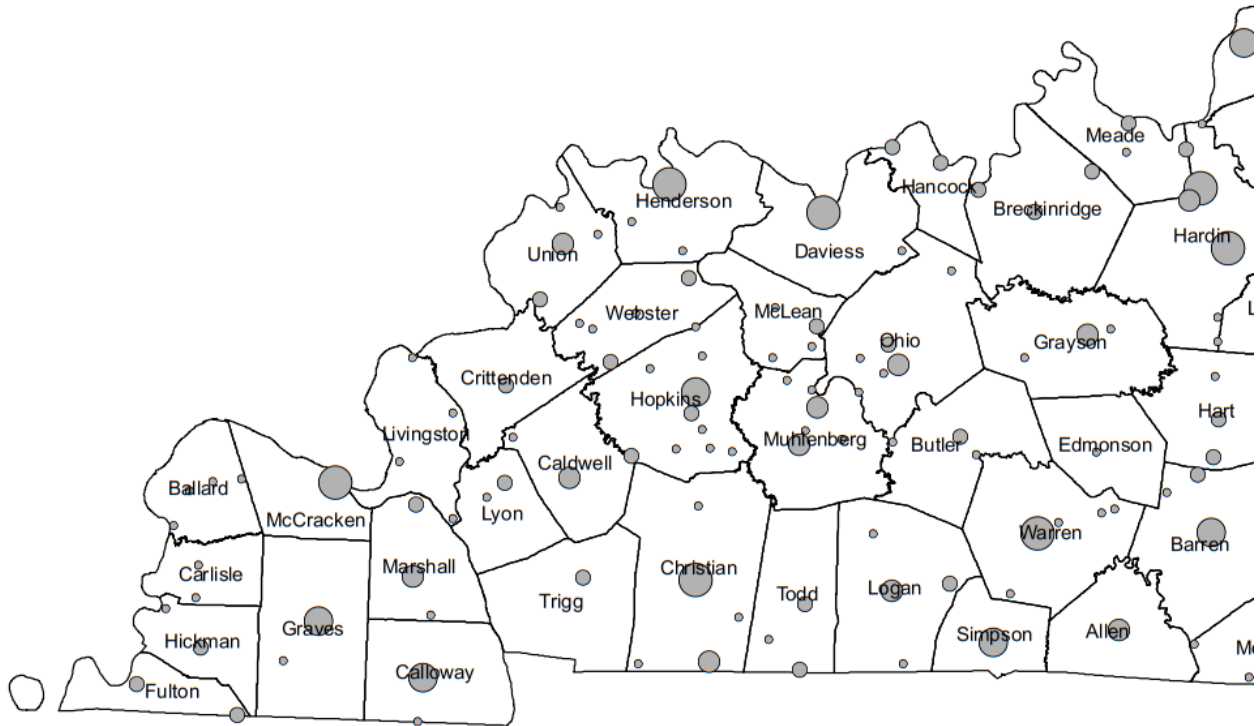 Meade
Hancock
Henderson
Breckinridge
Hardin
Union
Daviess
Webster
McLean
Ohio
Grayson
Crittenden
Hopkins
Hart
Livingston
Muhlenberg
Butler
Edmonson
Caldwell
Ballard
Lyon
McCracken
Warren
Barren
Carlisle
Marshall
Christian
Trigg
Todd
Logan
Graves
Simpson
Allen
Hickman
Calloway
Fulton